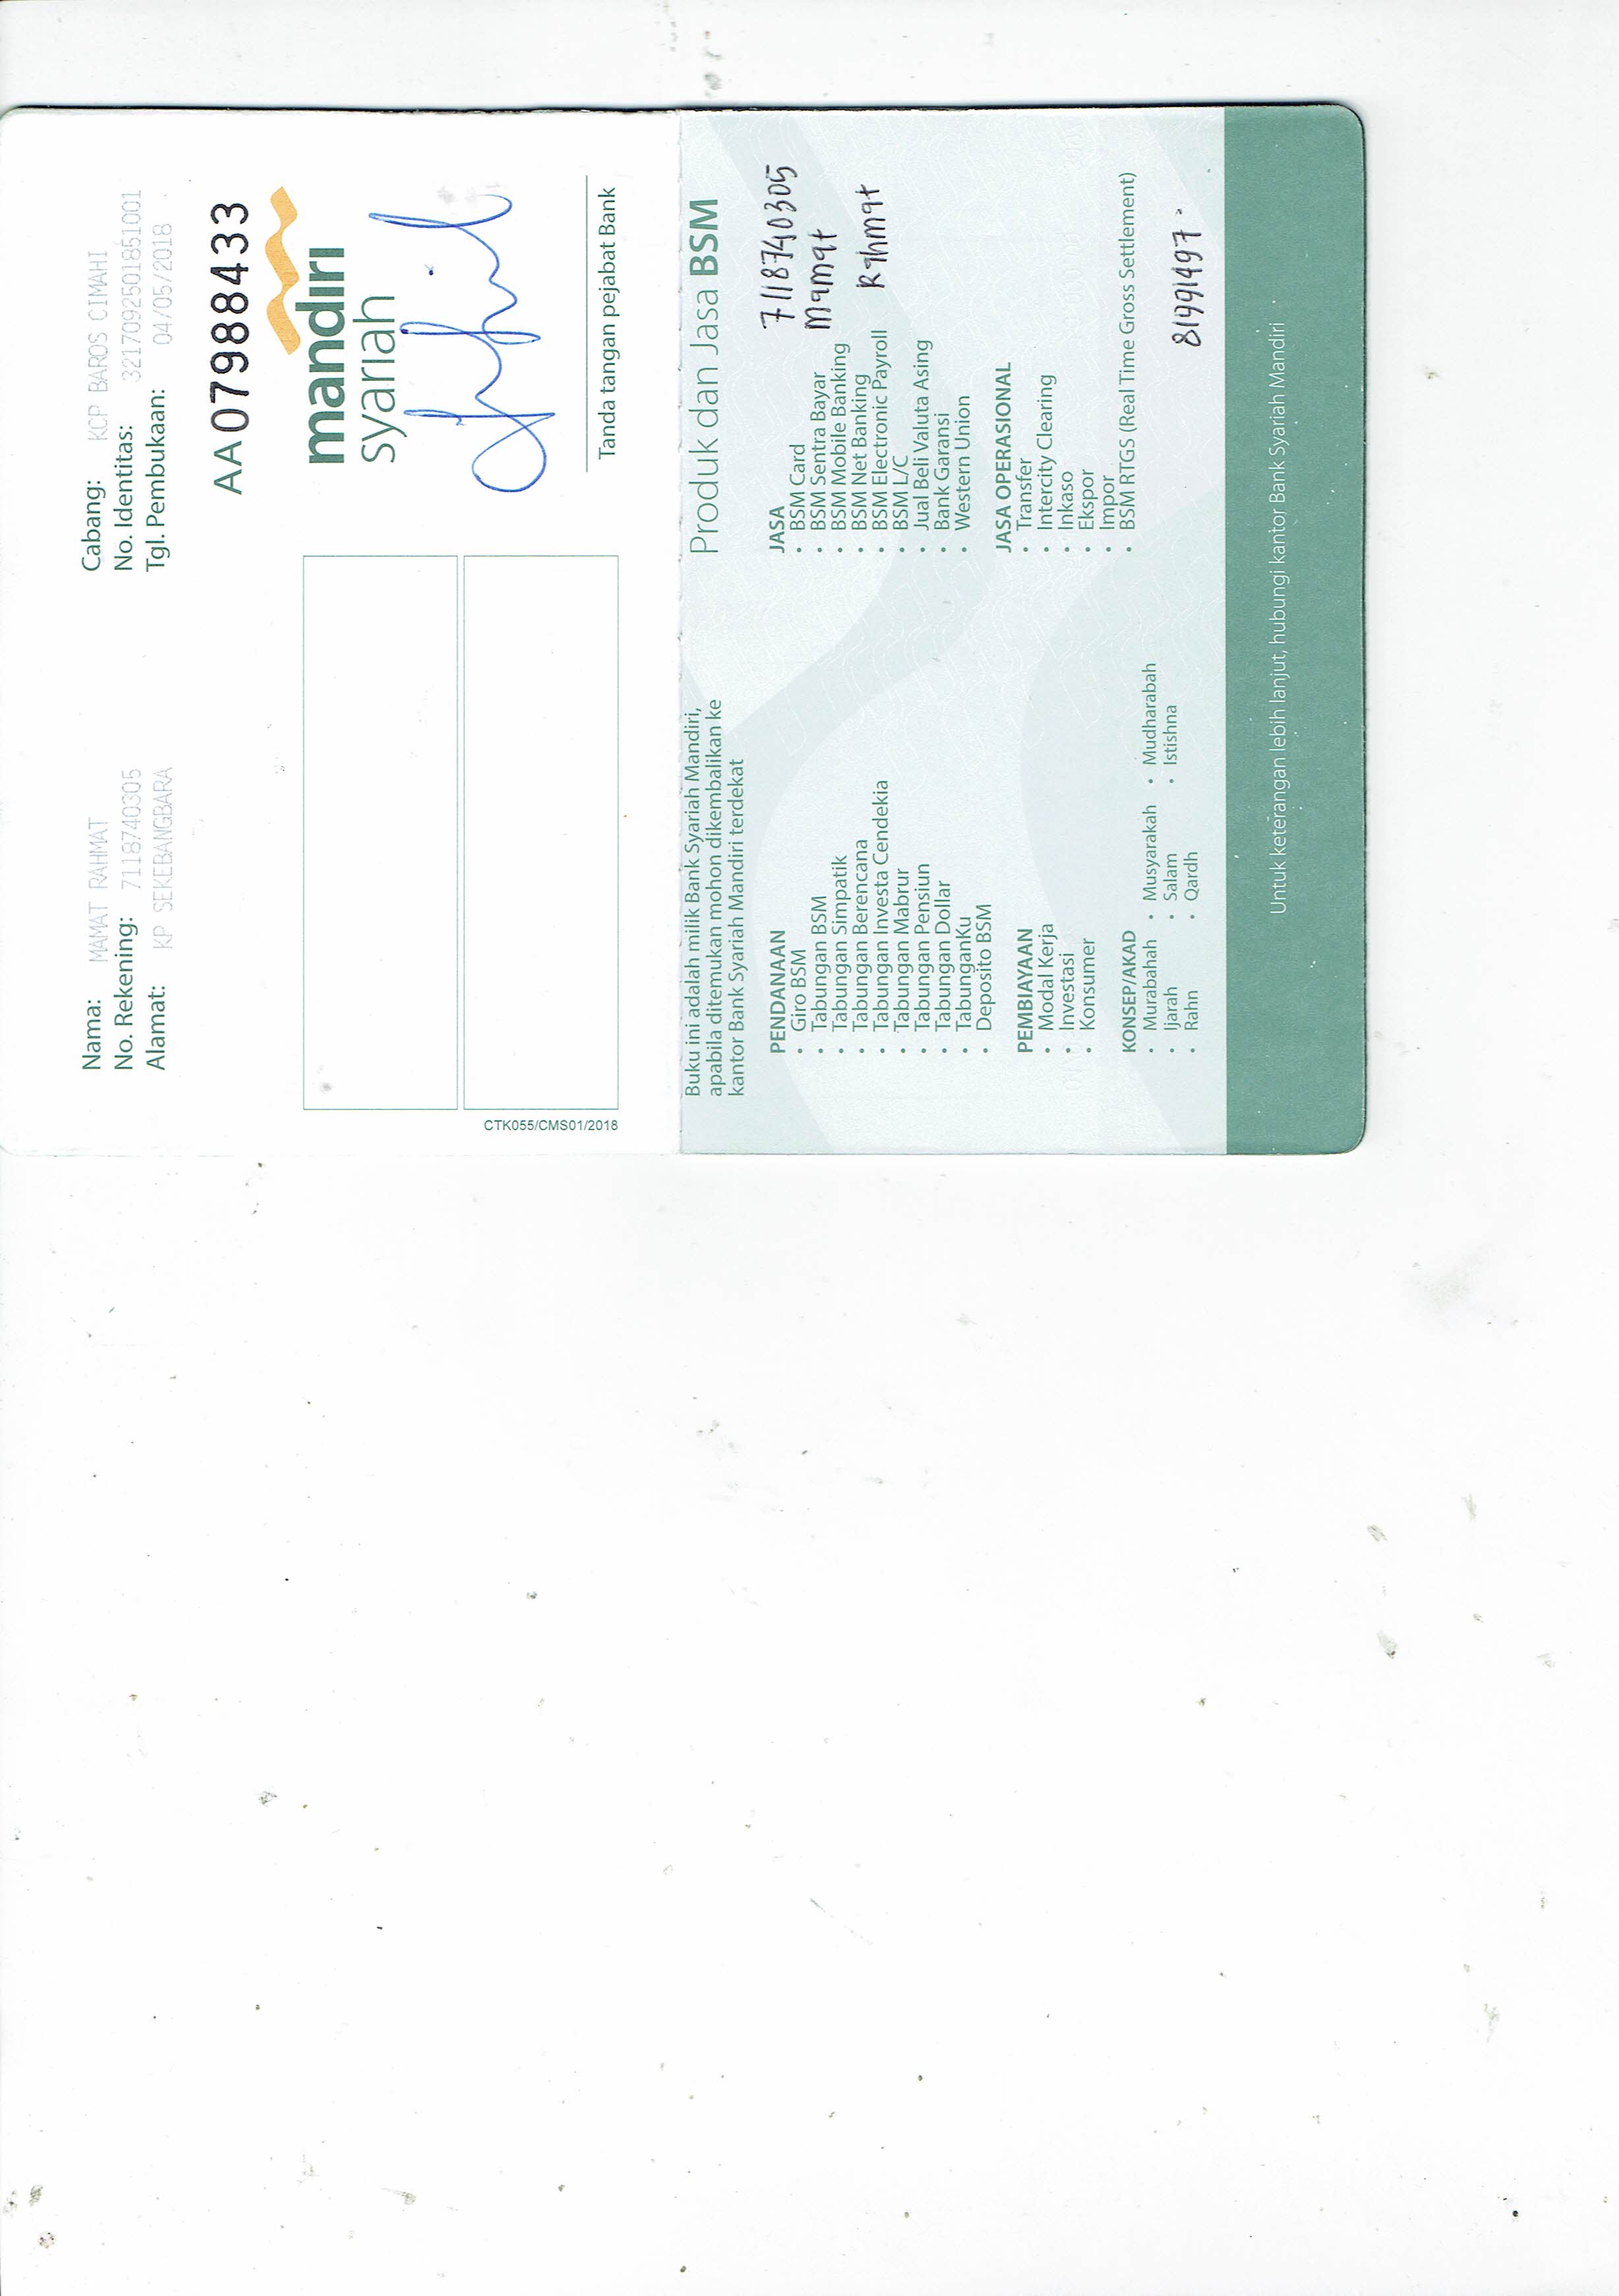 Nama: MAMAT RAHMAT
No. Rekening: 7118740305
Alamat: KP SEKEBANGBARA
Cabang: KCP BAROS CIMAHI
No. Identitas: 3217092501851001
Tgl. Pembukaan: 04/05/2018
AA07988433
mandırı
syarıah
Tanda tangan pejabat Bank
CTK055/CMS01/2018
Buku ini adalah milik Bank Syariah Mandiri,
apabila ditemukan mohon dikembalikan ke
kantor Bank Syariah Mandiri terdekat
Produk dan Jasa BSM
PENDANAAN
• Giro BSM
• Tabungan BSM
• Tabungan Simpatik
• Tabungan Berencana
• Tabungan Investa Cendekia
• Tabungan Mabrur
• Tabungan Pensiun
• Tabungan Dollar
• TabunganKu
• Deposito BSM
PEMBIAYAAN
• Modal Kerja
• Investasi
• Konsumer
KONSEP/AKAD
• Murabahah • Musyarakah • Mudharabah
• Ijarah • Salam • Istishna
• Rahn • Qardh
JASA
• BSM Card
• BSM Sentra Bayar
• BSM Mobile Banking
• BSM Net Banking
• BSM Electronic Payroll
• BSM L/C
• Jual Beli Valuta Asing
• Bank Garansi
• Western Union
7118740305
Mamat
Rahmat
JASA OPERASIONAL
• Transfer
• Intercity Clearing
• Inkaso
• Ekspor
• Impor
• BSM RTGS (Real Time Gross Settlement)
81991497
Untuk keterangan lebih lanjut, hubungi kantor Bank Syariah Mandiri